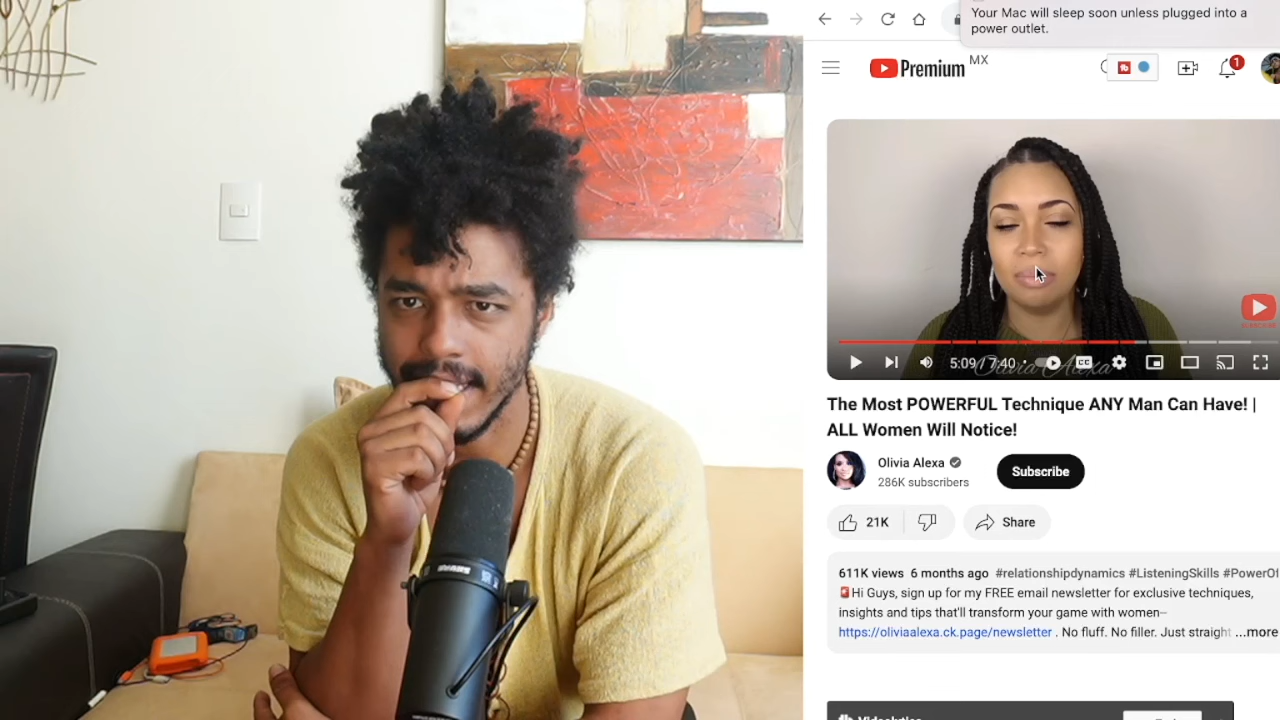 Your Mac will sleep soon unless plugged into a
power outlet.
Premium MX
1
5:09 / 7:40
Olivia Alexa
SUBSCRIBE
The Most POWERFUL Technique ANY Man Can Have! |
ALL Women Will Notice!
Olivia Alexa
286K subscribers
Subscribe
21K
Share
611K views 6 months ago #relationshipdynamics #ListeningSkills #PowerOf
🚨Hi Guys, sign up for my FREE email newsletter for exclusive techniques,
insights and tips that'll transform your game with women–
https://oliviaalexa.ck.page/newsletter . No fluff. No filler. Just straight ...more